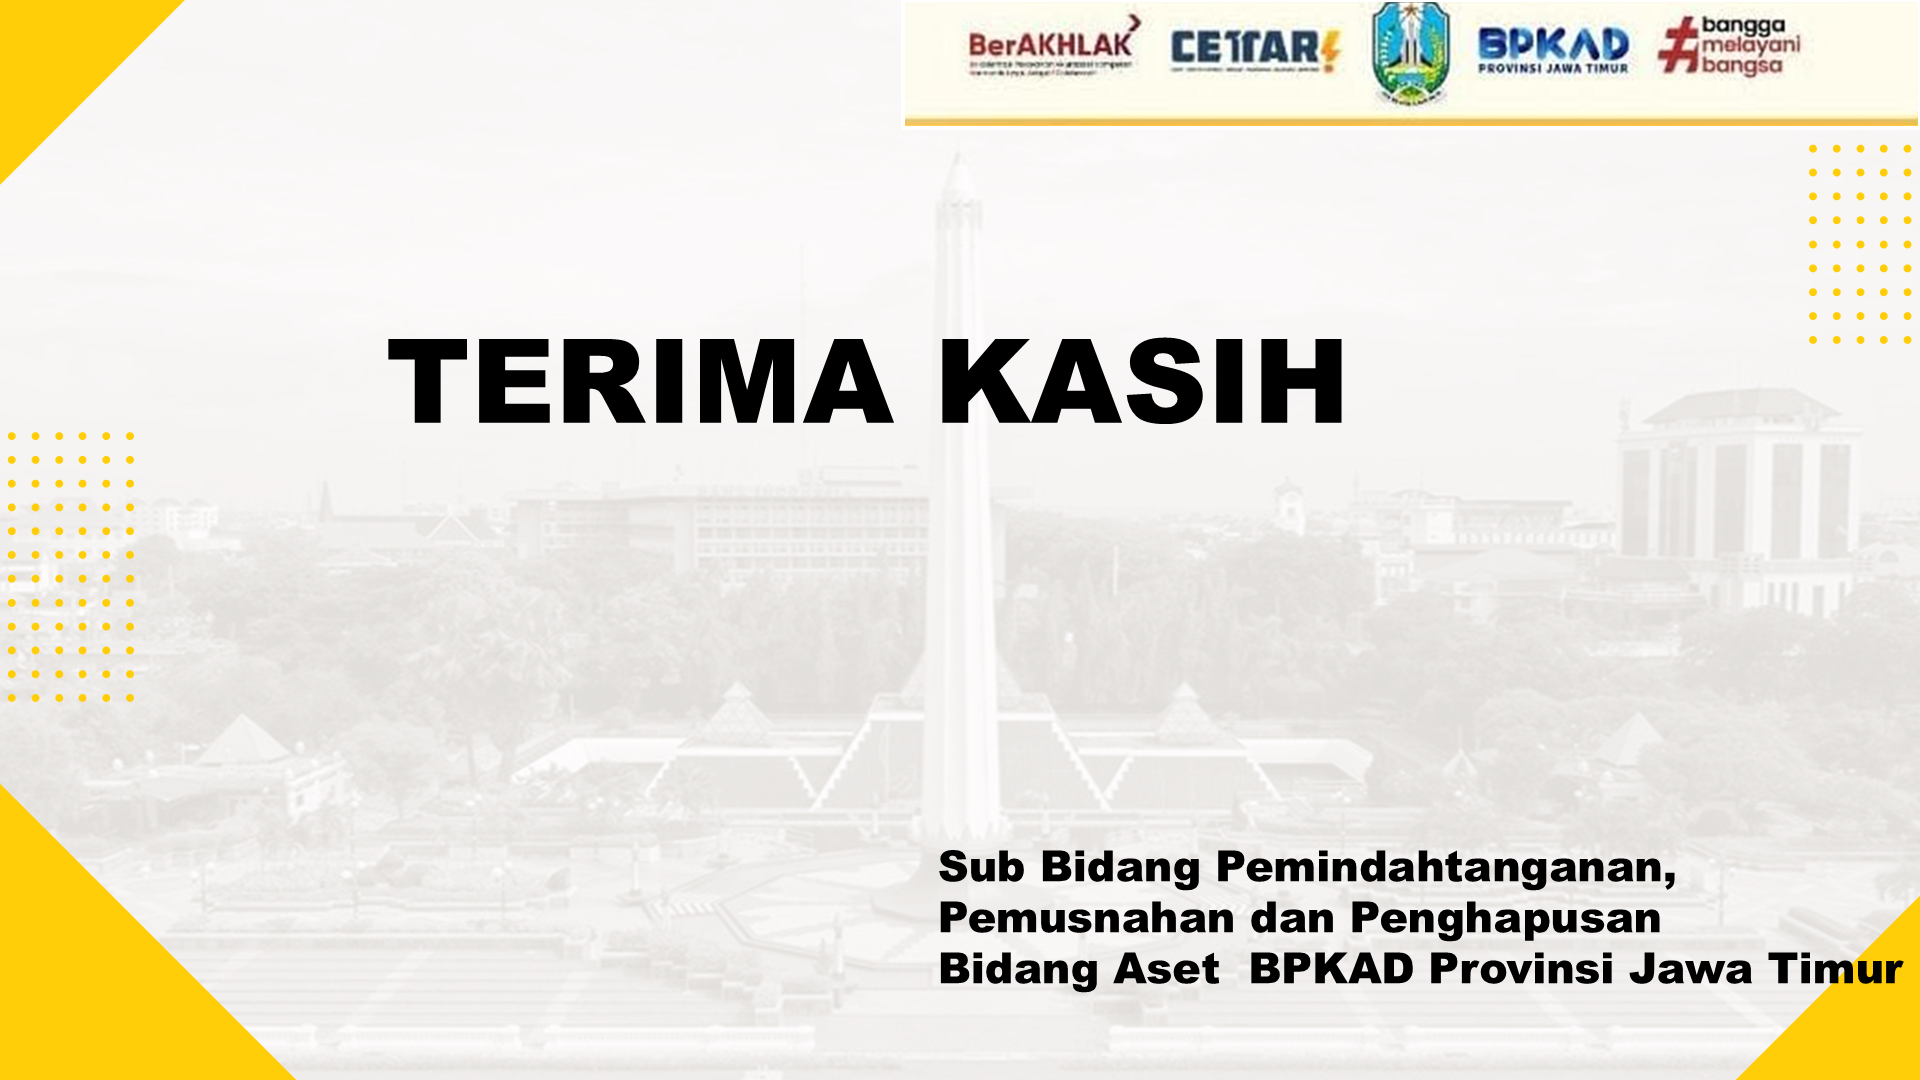 BerAKHLAK
CETTAR
BPKAD
PROVINSI JAWA TIMUR
#bangga
melayani
bangsa
TERIMA KASIH
Sub Bidang Pemindahtanganan,
Pemusnahan dan Penghapusan
Bidang Aset  BPKAD Provinsi Jawa Timur